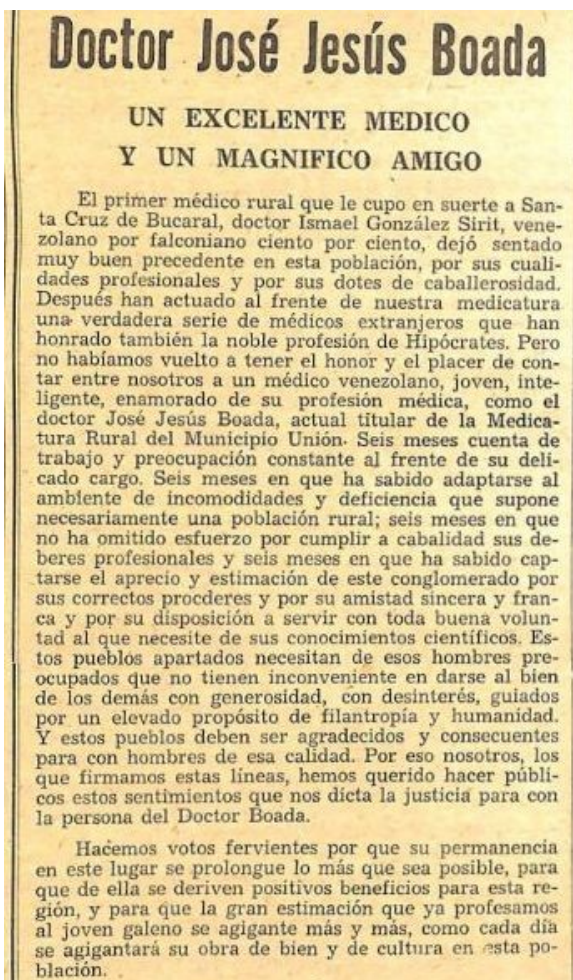 Doctor José Jesús Boada
UN EXCELENTE MEDICO
Y UN MAGNIFICO AMIGO
El primer médico rural que le cupo en suerte a San-
ta Cruz de Bucaral, doctor Ismael González Sirit, vene-
zolano por falconiano ciento por ciento, dejó sentado
muy buen precedente en esta población, por sus cuali-
dades profesionales y por sus dotes de caballerosidad.
Después han actuado al frente de nuestra medicatura
una verdadera serie de médicos extranjeros que han
honrado también la noble profesión de Hipócrates. Pero
no habíamos vuelto a tener el honor y el placer de con-
tar entre nosotros a un médico venezolano, joven, inte-
ligente, enamorado de su profesión médica, como el
doctor José Jesús Boada, actual titular de la Medica-
tura Rural del Municipio Unión. Seis meses cuenta de
trabajo y preocupación constante al frente de su deli-
cado cargo. Seis meses en que ha sabido adaptarse al
ambiente de incomodidades y deficiencia que supone
necesariamente una población rural; seis meses en que
no ha omitido esfuerzo por cumplir a cabalidad sus de-
beres profesionales y seis meses en que ha sabido cap-
tarse el aprecio y estimación de este conglomerado por
sus correctos procderes y por su amistad sincera y fran-
ca y por su disposición a servir con toda buena volun-
tad al que necesite de sus conocimientos científicos. Es-
tos pueblos apartados necesitan de esos hombres pre-
ocupados que no tienen inconveniente en darse al bien
de los demás con generosidad, con desinterés, guiados
por un elevado propósito de filantropía y humanidad.
Y estos pueblos deben ser agradecidos y consecuentes
para con hombres de esa calidad. Por eso nosotros, los
que firmamos estas líneas, hemos querido hacer públi-
cos estos sentimientos que nos dicta la justicia para con
la persona del Doctor Boada.
Hacemos votos fervientes por que su permanencia
en este lugar se prolongue lo más que sea posible, para
que de ella se deriven positivos beneficios para esta re-
gión, y para que la gran estimación que ya profesamos
al joven galeno se agigante más y más, como cada día
se agigantará su obra de bien y de cultura en esta po-
blación.